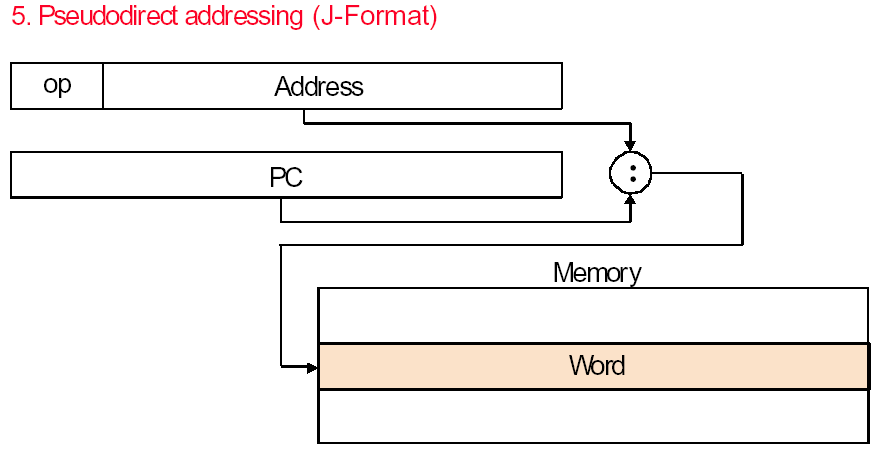 5. Pseudodirect addressing (J-Format)
op Address
PC
:
Memory
Word